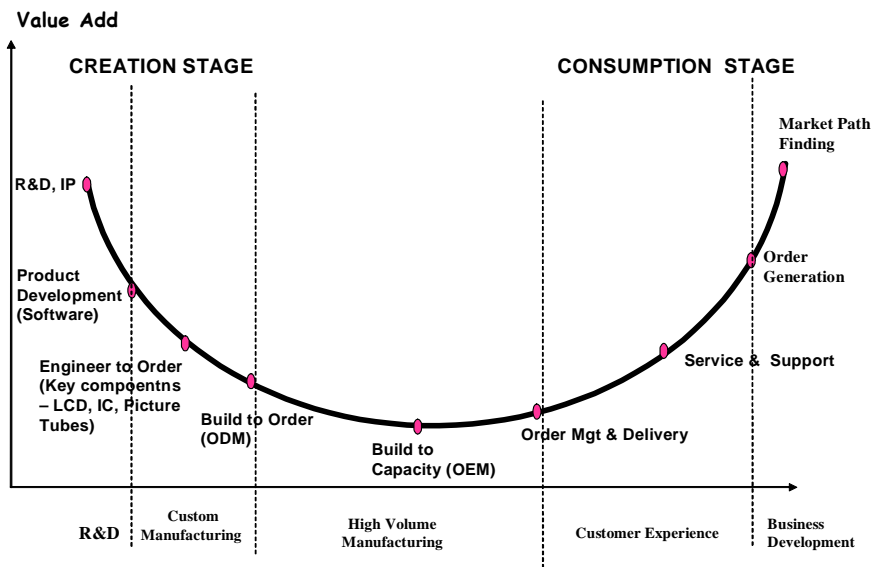 Value Add
CREATION STAGE
CONSUMPTION STAGE
Market Path
Finding
R&D, IP
Order
Generation
Product
Development
(Software)
Service & Support
Engineer to Order
(Key compoentns
– LCD, IC, Picture
Tubes)
Build to Order
(ODM)
Order Mgt & Delivery
Build to
Capacity (OEM)
R&D
Custom
Manufacturing
High Volume
Manufacturing
Customer Experience
Business
Development